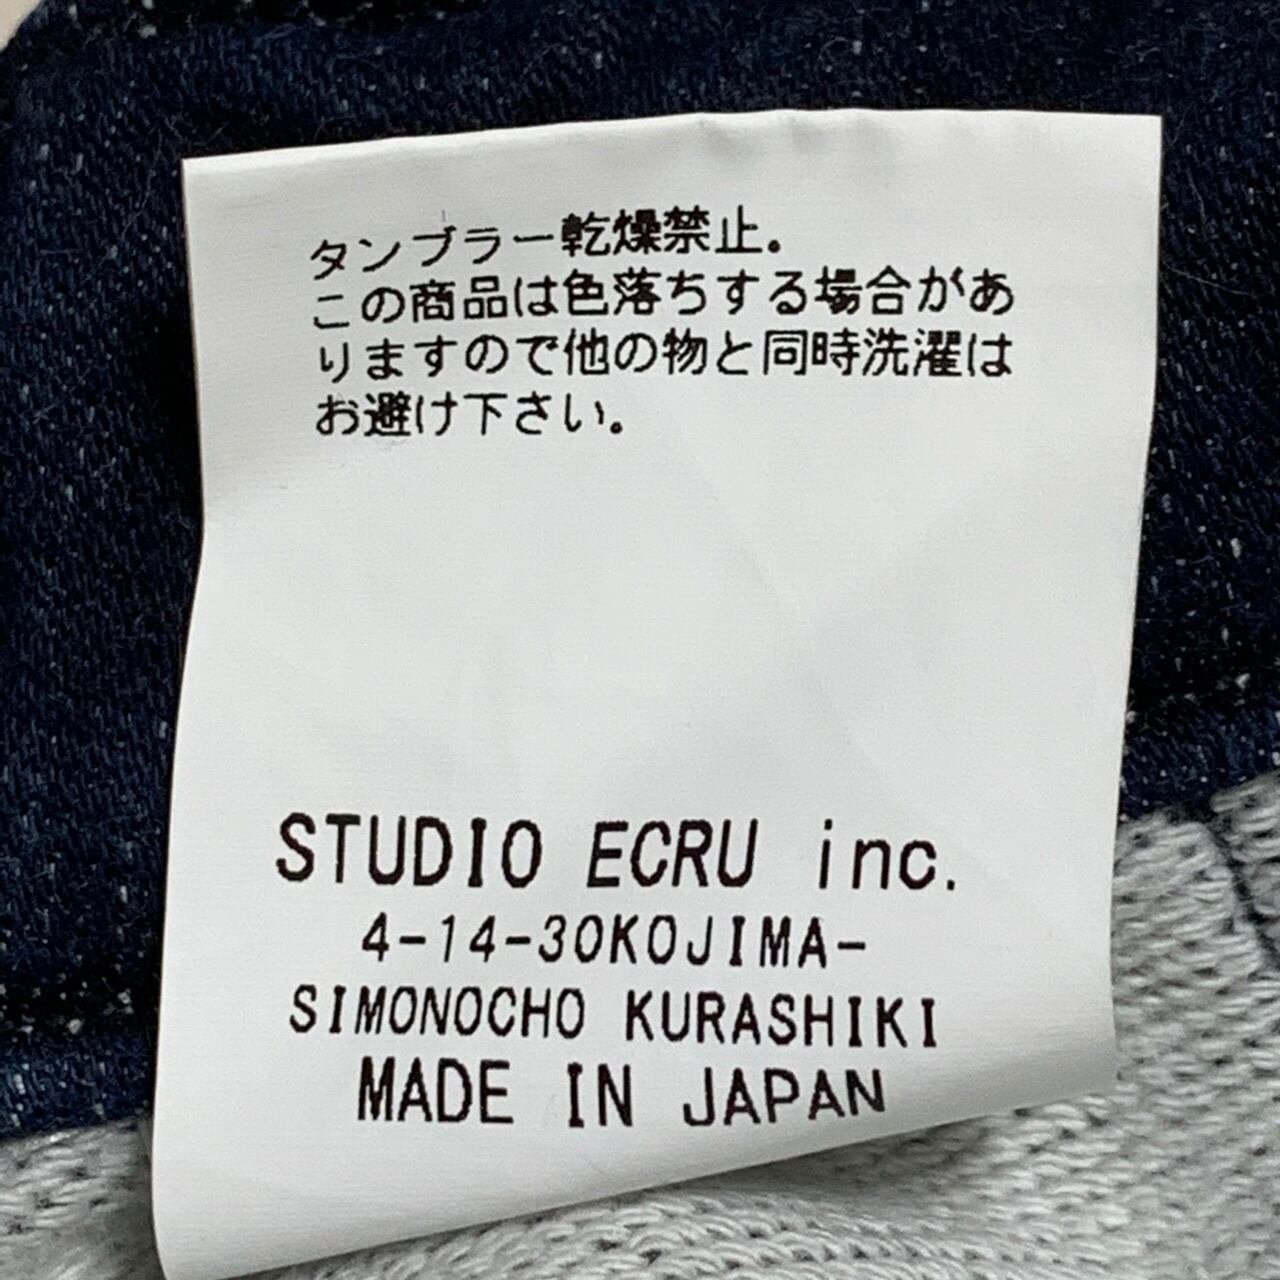 タンブラー乾燥禁止。
この商品は色落ちする場合があ
りますので他の物と同時洗濯は
お避け下さい。
STUDIO ECRU inc.
4-14-30KOJIMA-
SIMONOCHO KURASHIKI
MADE IN JAPAN